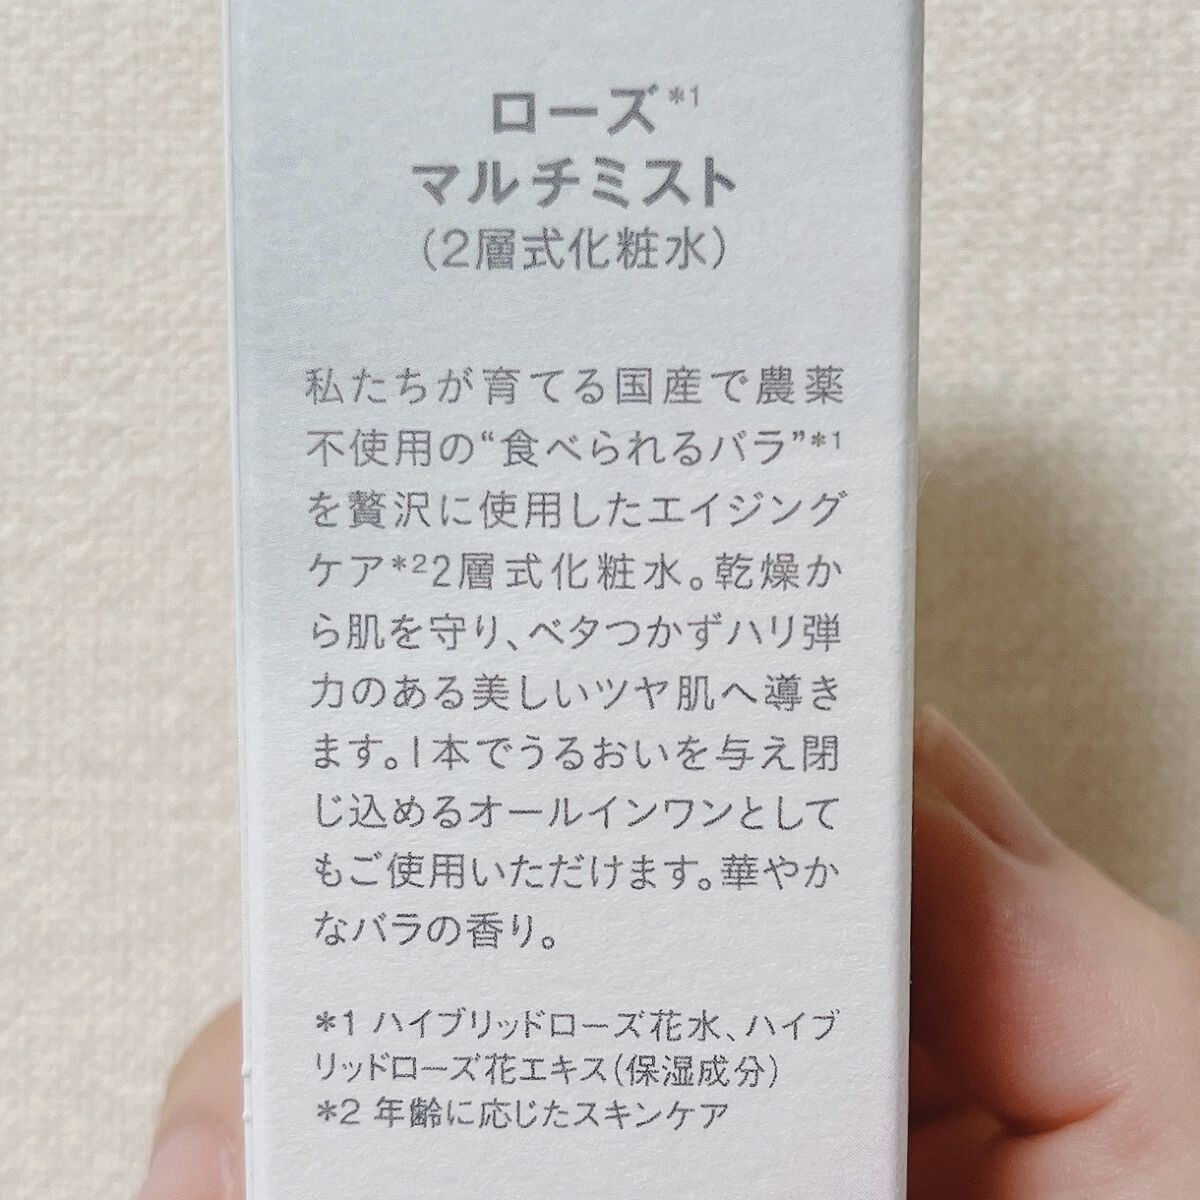 ローズ*1
マルチミスト
(2層式化粧水)
私たちが育てる国産で農薬
不使用の“食べられるバラ”*1
を贅沢に使用したエイジング
ケア*22層式化粧水。乾燥か
ら肌を守り、ベタつかずハリ弾
力のある美しいツヤ肌へ導き
ます。1本でうるおいを与え閉
じ込めるオールインワンとして
もご使用いただけます。華やか
なバラの香り。
*1 ハイブリッドローズ花水、ハイブ
リッドローズ花エキス(保湿成分)
*2 年齢に応じたスキンケア